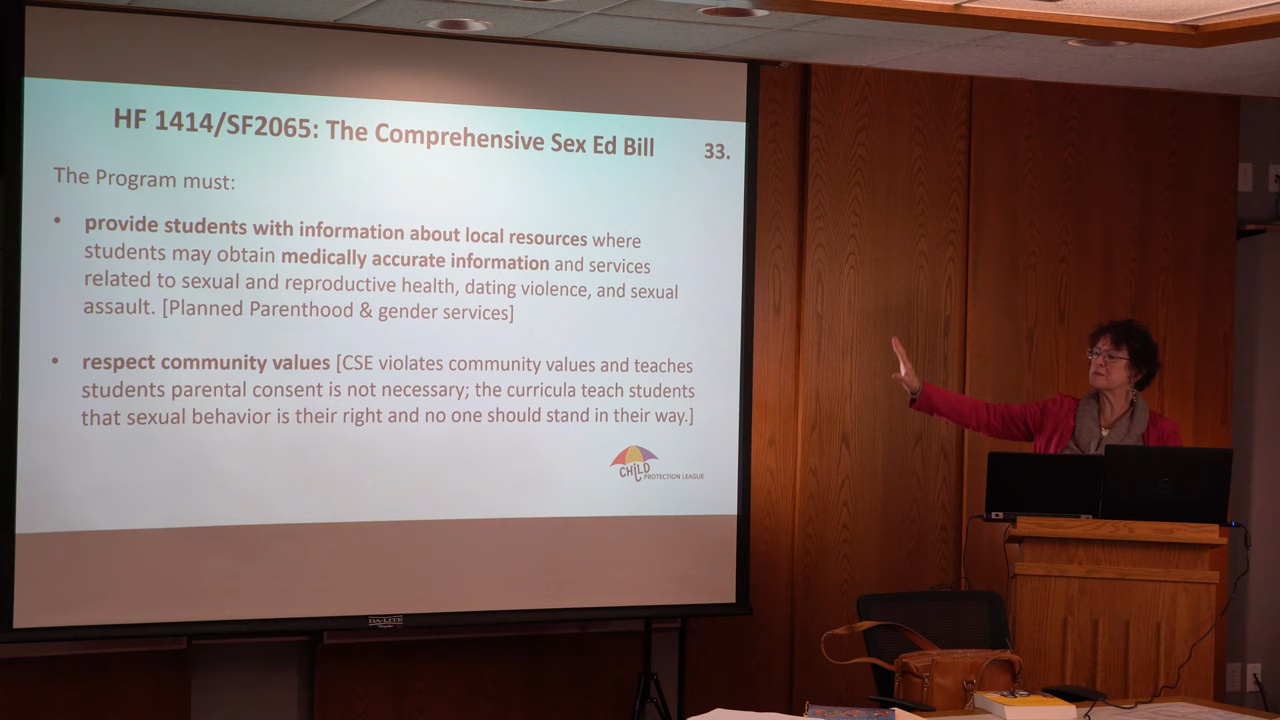 HF 1414/SF2065: The Comprehensive Sex Ed Bill
33.
The Program must:
• provide students with information about local resources where
students may obtain medically accurate information and services
related to sexual and reproductive health, dating violence, and sexual
assault. [Planned Parenthood & gender services]
• respect community values [CSE violates community values and teaches
students parental consent is not necessary; the curricula teach students
that sexual behavior is their right and no one should stand in their way.]
CHILD
PROTECTION LEAGUE
DA-LITE